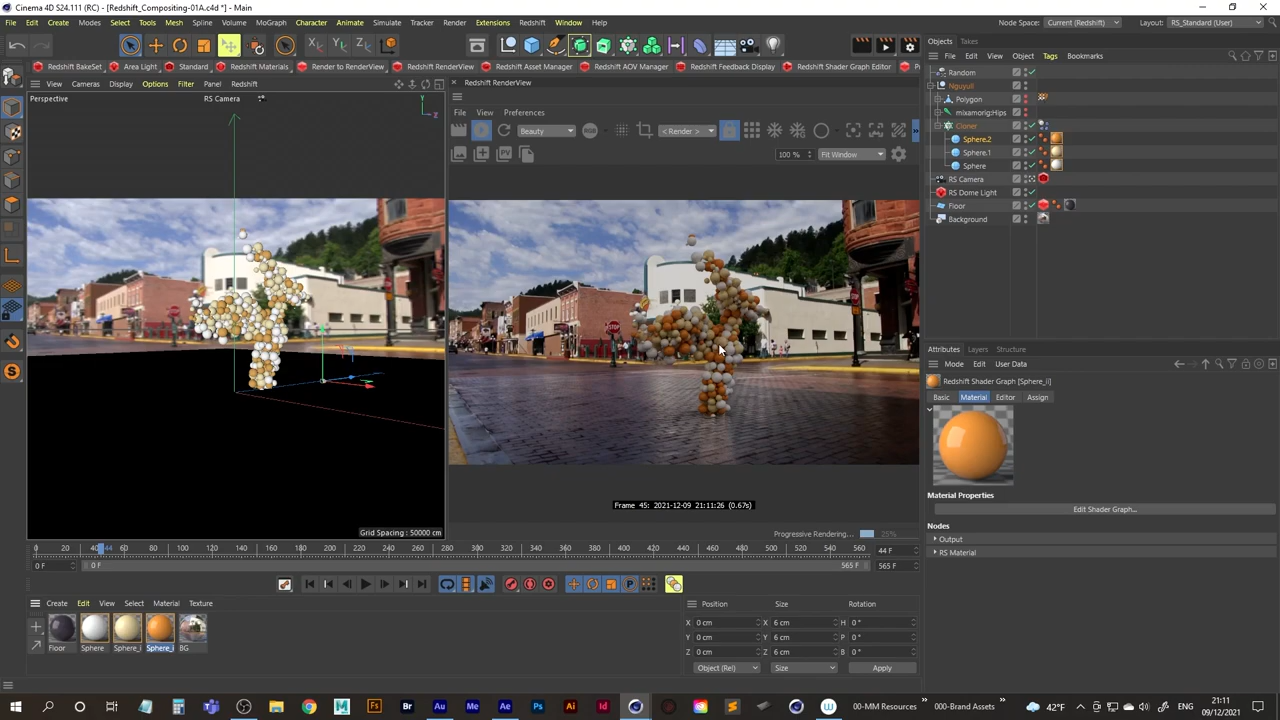 Cinema 4D S24.111 (RC) - [Redshift_Compositing-01A.c4d *] - Main
File Edit Create Modes Select Tools Mesh Spline Volume MoGraph Character Animate Simulate Tracker Render Extensions Redshift Window Help
Node Space: Current (Redshift) Layout: RS_Standard (User)
Redshift BakeSet Area Light Standard Redshift Materials Render to RenderView Redshift RenderView Redshift Asset Manager Redshift AOV Manager Redshift Feedback Display Redshift Shader Graph Editor
View Cameras Display Options Filter Panel Redshift
Perspective RS Camera
Y
Z
Grid Spacing : 50000 cm
Redshift RenderView
File View Preferences
Beauty < Render >
100 % Fit Window
STOP
Frame 45: 2021-12-09 21:11:26 (0.67s)
Progressive Rendering... 25%
Objects Takes
File Edit View Object Tags Bookmarks
Random
Nguyuil
Polygon
mixamorig:Hips
Cloner
Sphere.2
Sphere.1
Sphere
RS Camera
RS Dome Light
Floor
Background
Attributes Layers Structure
Mode Edit User Data
Redshift Shader Graph [Sphere_ii]
Basic Material Editor Assign
Material Properties
Edit Shader Graph...
Nodes
Output
RS Material
0 20 40 44 60 80 100 120 140 160 180 200 220 240 260 280 300 320 340 360 380 400 420 440 460 480 500 520 540 560 44 F
0 F 0 F 565 F 565 F
Create Edit View Select Material Texture
Floor Sphere Sphere_i Sphere_i BG
Position Size Rotation
X 0 cm X 6 cm H 0 °
Y 0 cm Y 6 cm P 0 °
Z 0 cm Z 6 cm B 0 °
Object (Rel) Size Apply
00-MM Resources 000-Brand Assets 42°F ENG 21:11
09/12/2021